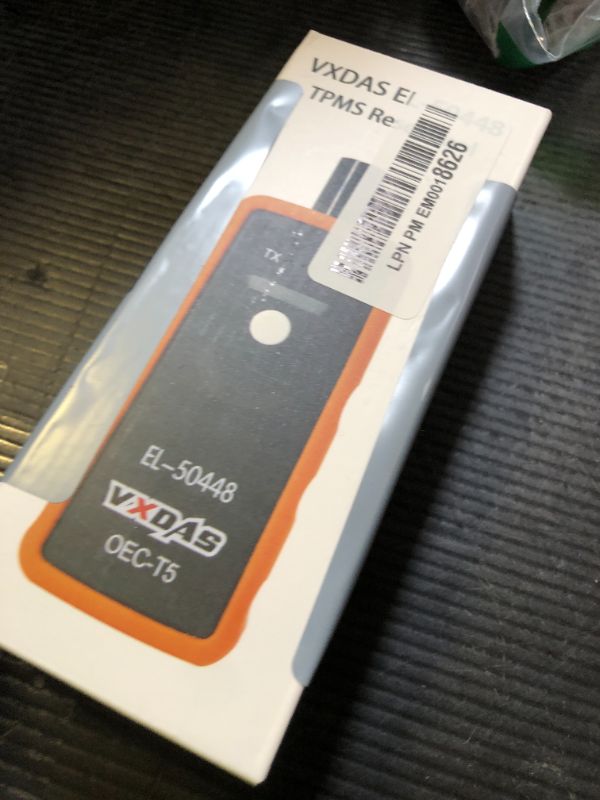 VXDAS EL-50448
TPMS Re
LPN PM EM0018626
TX
EL-50448
VXDAS
OEC-T5